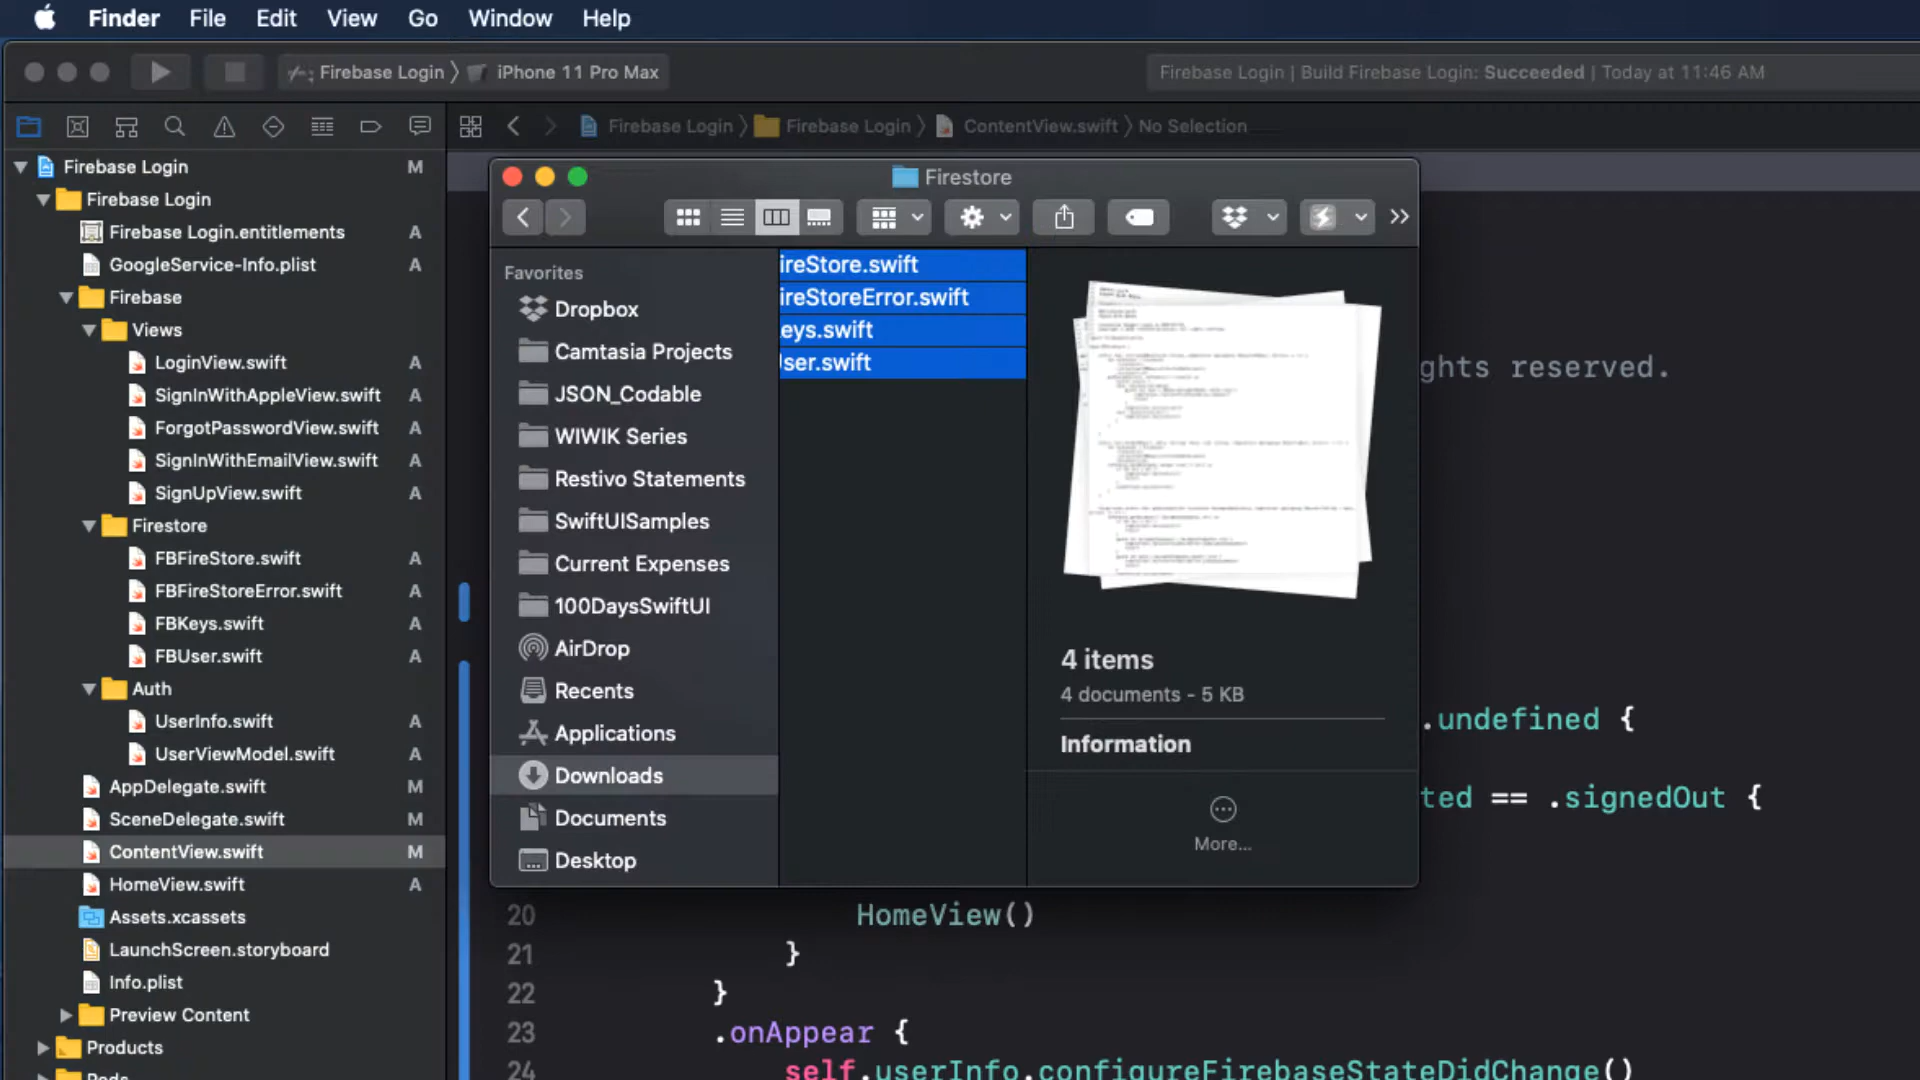 Finder File Edit View Go Window Help
Firebase Login 〉 iPhone 11 Pro Max
Firebase Login | Build Firebase Login: Succeeded | Today at 11:46 AM
Firebase Login 〉 Firebase Login 〉 ContentView.swift 〉 No Selection
Firebase Login M
Firebase Login
Firebase Login.entitlements A
GoogleService-Info.plist A
Firebase
Views
LoginView.swift A
SignInWithAppleView.swift A
ForgotPasswordView.swift A
SignInWithEmailView.swift A
SignUpView.swift A
Firestore
FBFireStore.swift A
FBFireStoreError.swift A
FBKeys.swift A
FBUser.swift A
Auth
UserInfo.swift A
UserViewModel.swift A
AppDelegate.swift M
SceneDelegate.swift M
ContentView.swift M
HomeView.swift A
Assets.xcassets
LaunchScreen.storyboard
Info.plist
Preview Content
Products
Pods
Firestore
Favorites
Dropbox
Camtasia Projects
JSON_Codable
WIWIK Series
Restivo Statements
SwiftUISamples
Current Expenses
100DaysSwiftUI
AirDrop
Recents
Applications
Downloads
Documents
Desktop
ireStore.swift
ireStoreError.swift
eys.swift
ser.swift
4 items
4 documents - 5 KB
Information
More...
ghts reserved.
.undefined {
ted == .signedOut {
20 HomeView()
21 }
22 }
23 .onAppear {
24 self.userInfo.configureFirebaseStateDidChange()